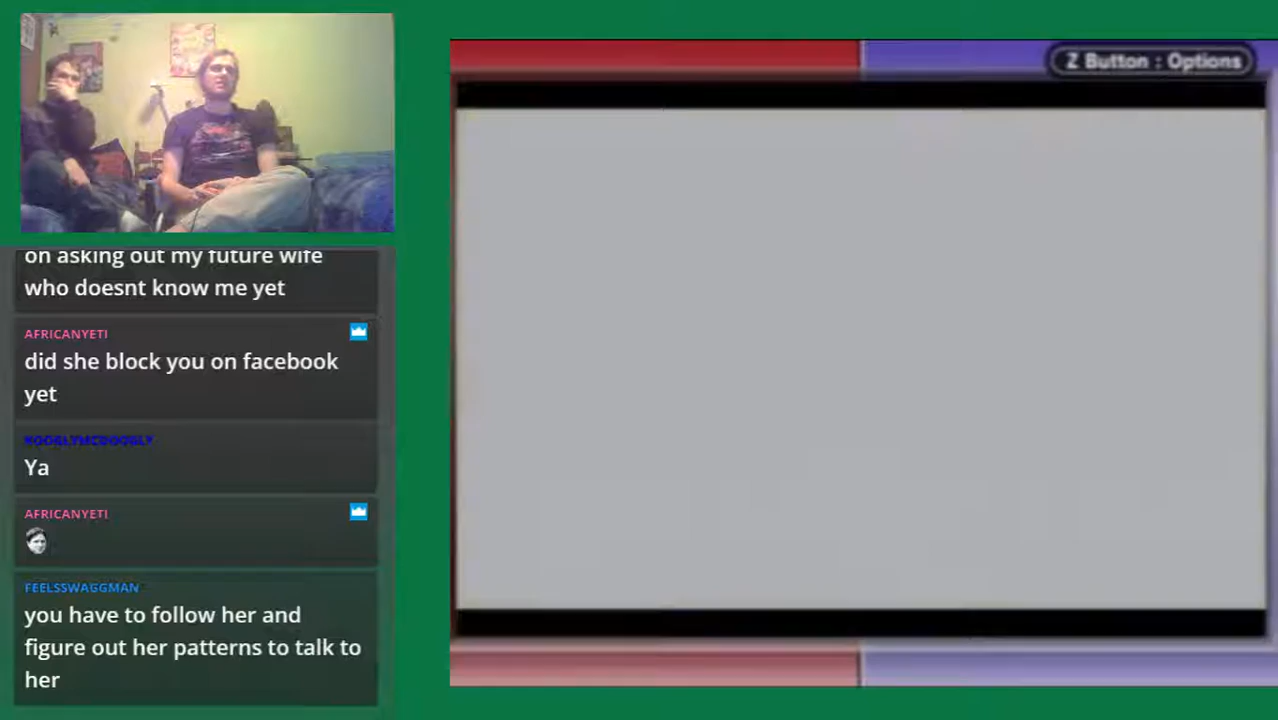 Z Button : Options
on asking out my future wife
who doesnt know me yet
AFRICANYETI
did she block you on facebook
yet
Ya
AFRICANYETI
FEELSSWAGGMAN
you have to follow her and
figure out her patterns to talk to
her